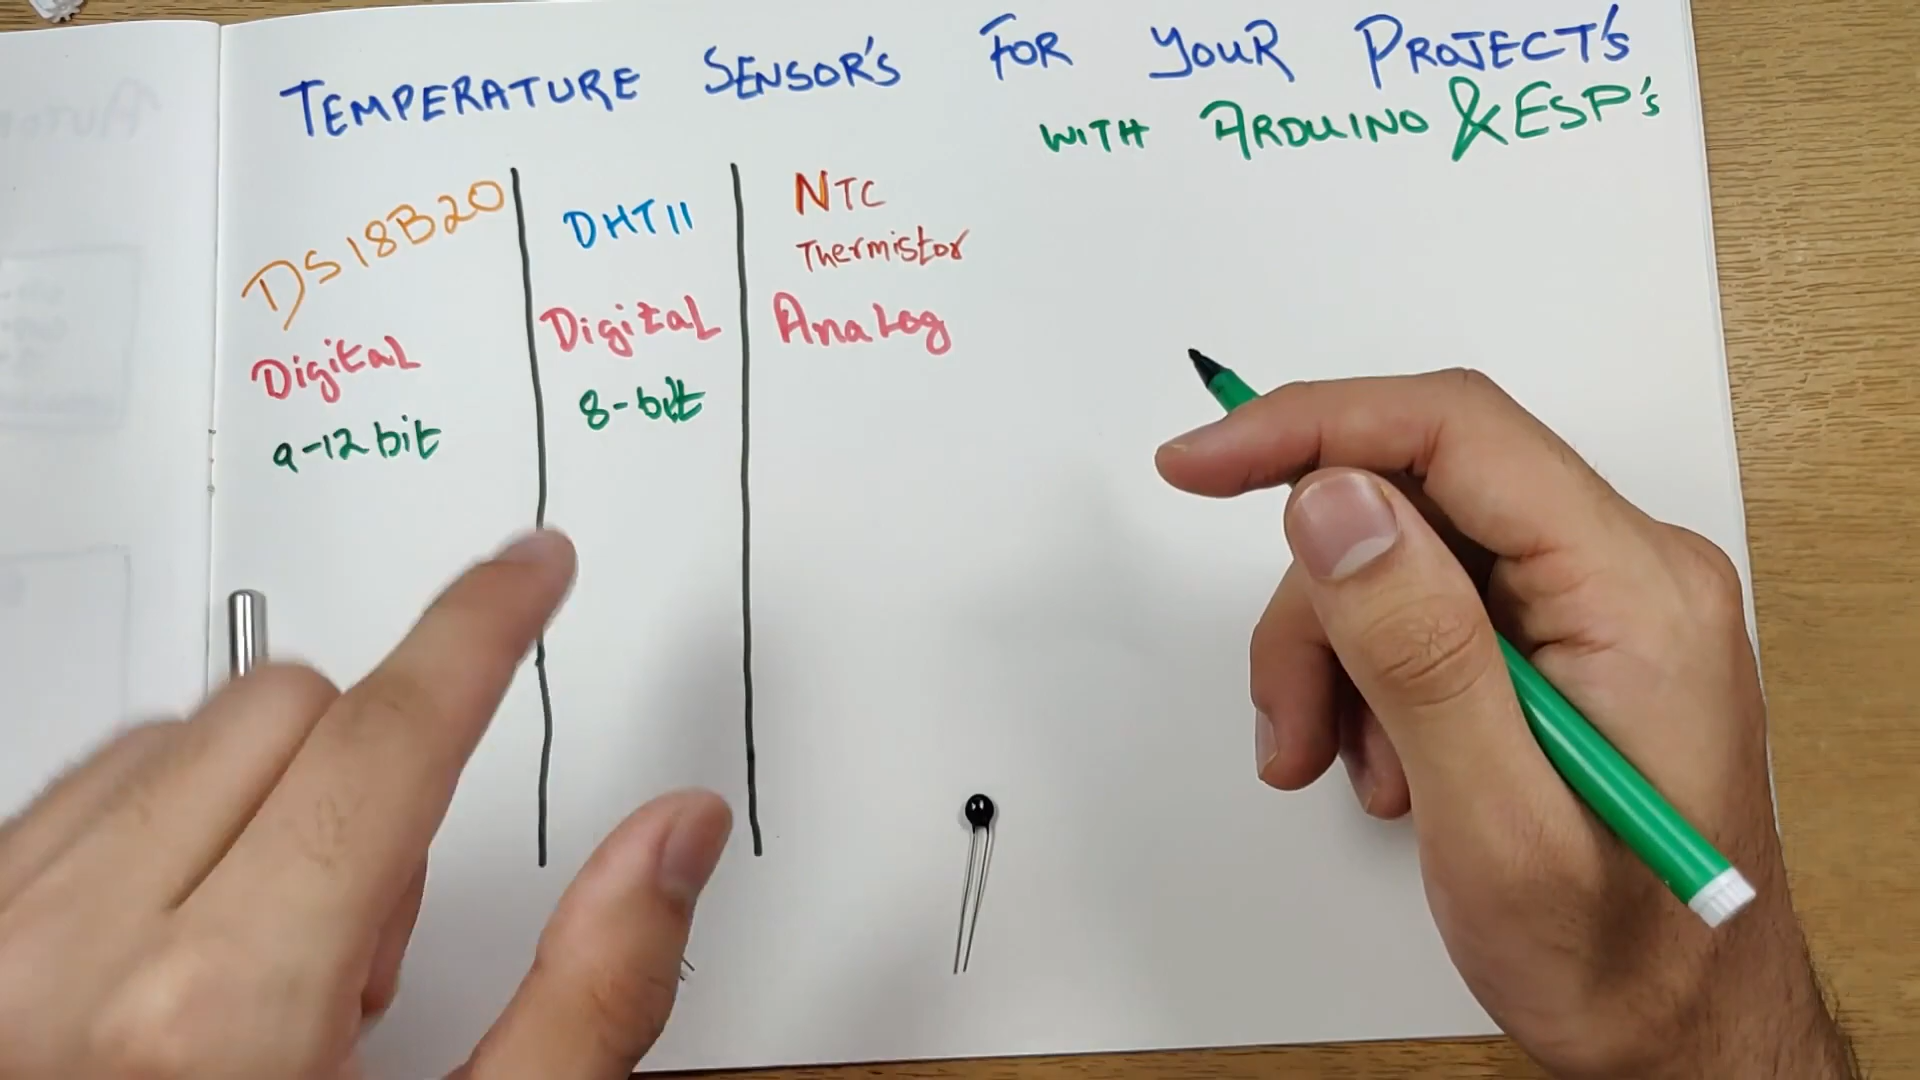 TEMPERATURE SENSOR'S FOR YOUR PROJECT'S
WITH ARDUINO & ESP's
DS18B20
Digital
9-12 bit
DHT11
Digital
8-bit
NTC
Thermistor
Analog